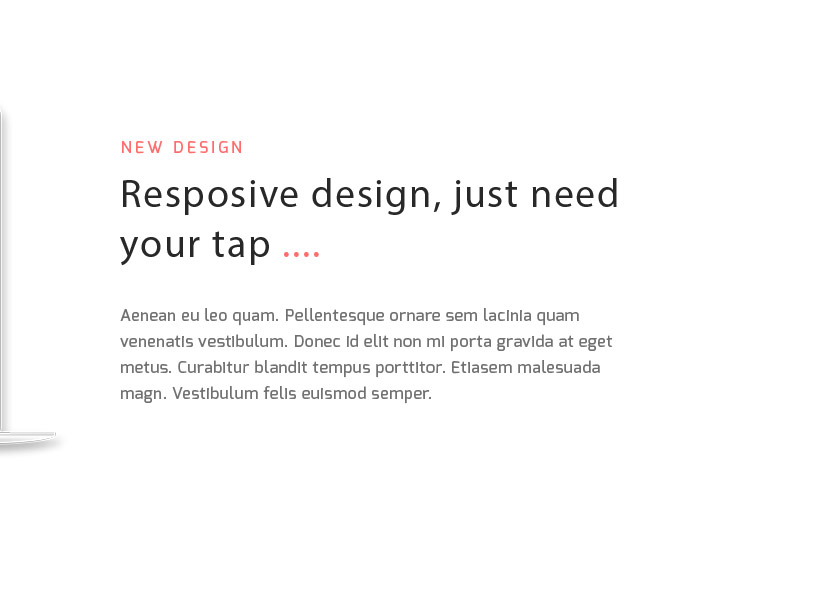 NEW DESIGN
Resposive design, just need
your tap ....
Aenean eu leo quam. Pellentesque ornare sem lacinia quam
venenatis vestibulum. Donec id elit non mi porta gravida at eget
metus. Curabitur blandit tempus porttitor. Etiasem malesuada
magn. Vestibulum felis euismod semper.